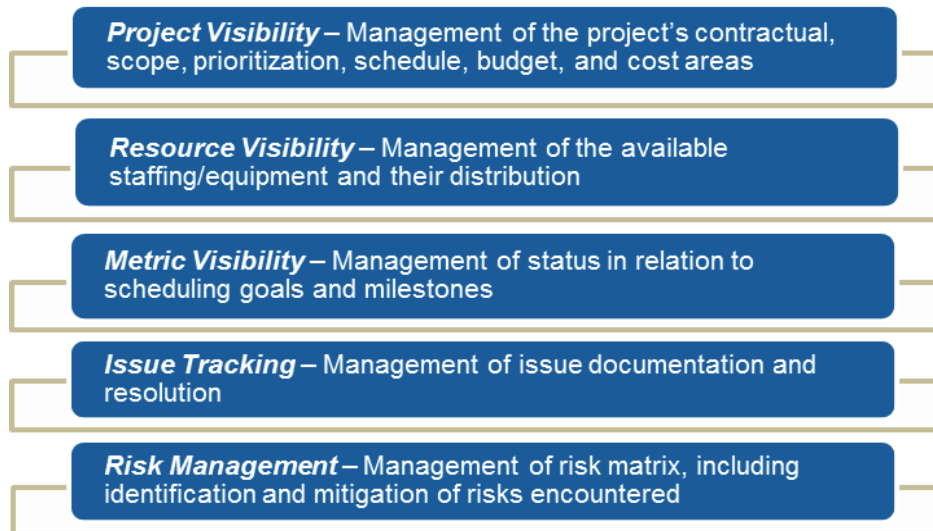 Project Visibility – Management of the project’s contractual,
scope, prioritization, schedule, budget, and cost areas
Resource Visibility – Management of the available
staffing/equipment and their distribution
Metric Visibility – Management of status in relation to
scheduling goals and milestones
Issue Tracking – Management of issue documentation and
resolution
Risk Management – Management of risk matrix, including
identification and mitigation of risks encountered